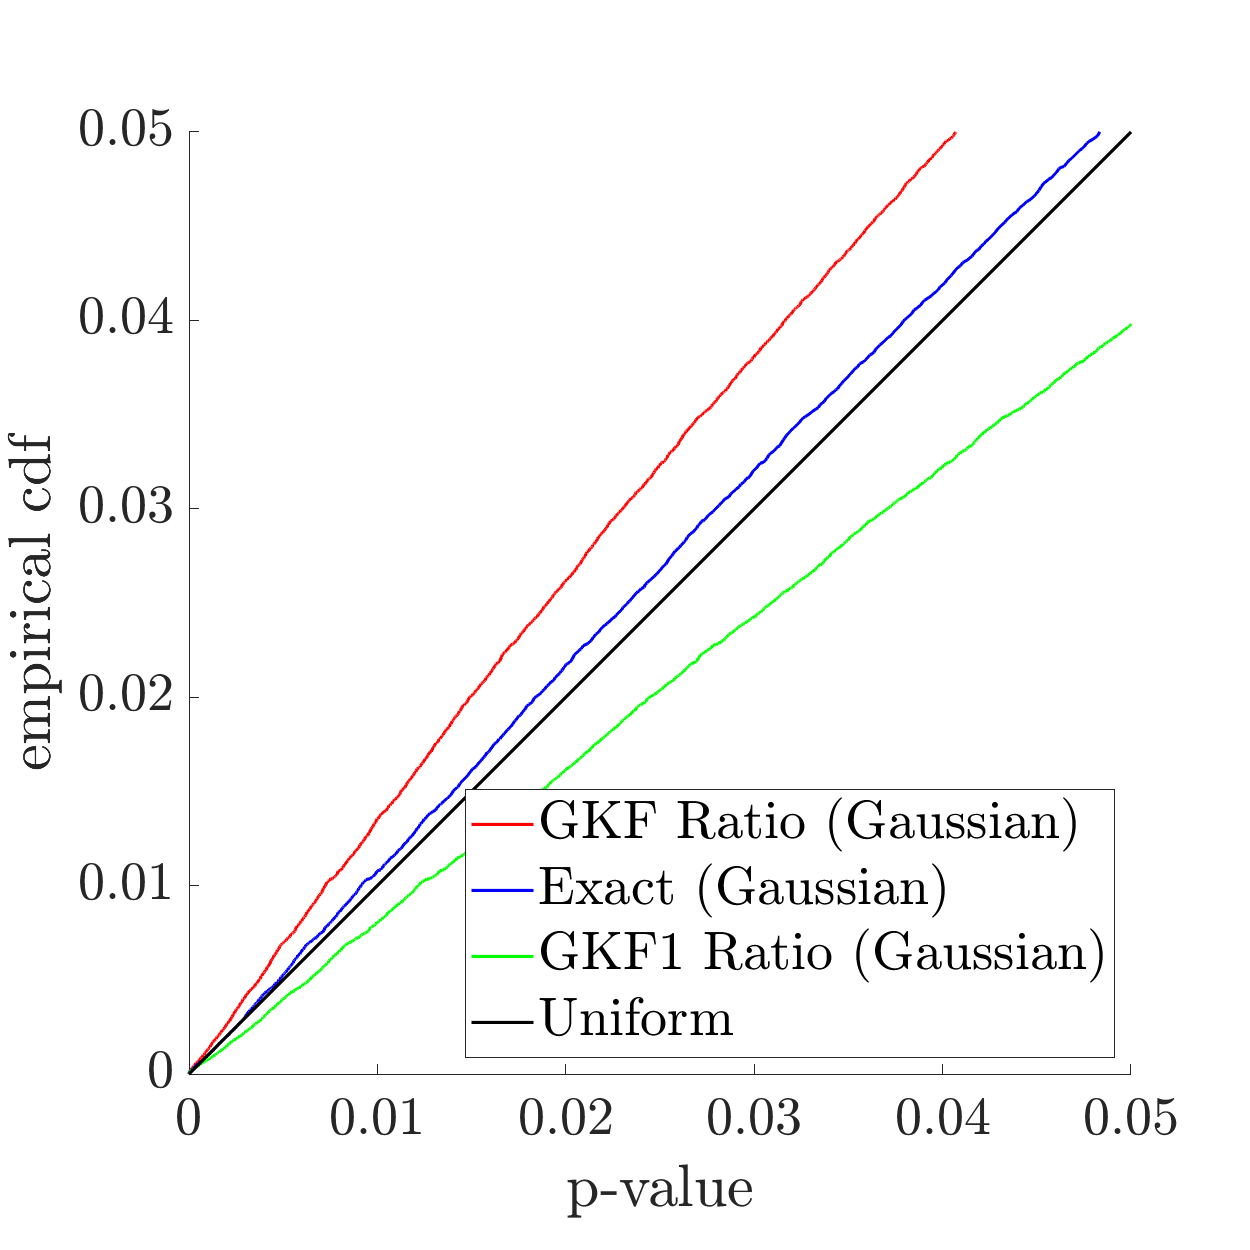 0.05
0.04
0.03
0.02
0.01
0
empirical cdf
GKF Ratio (Gaussian)
Exact (Gaussian)
GKF1 Ratio (Gaussian)
Uniform
0 0.01 0.02 0.03 0.04 0.05
p-value